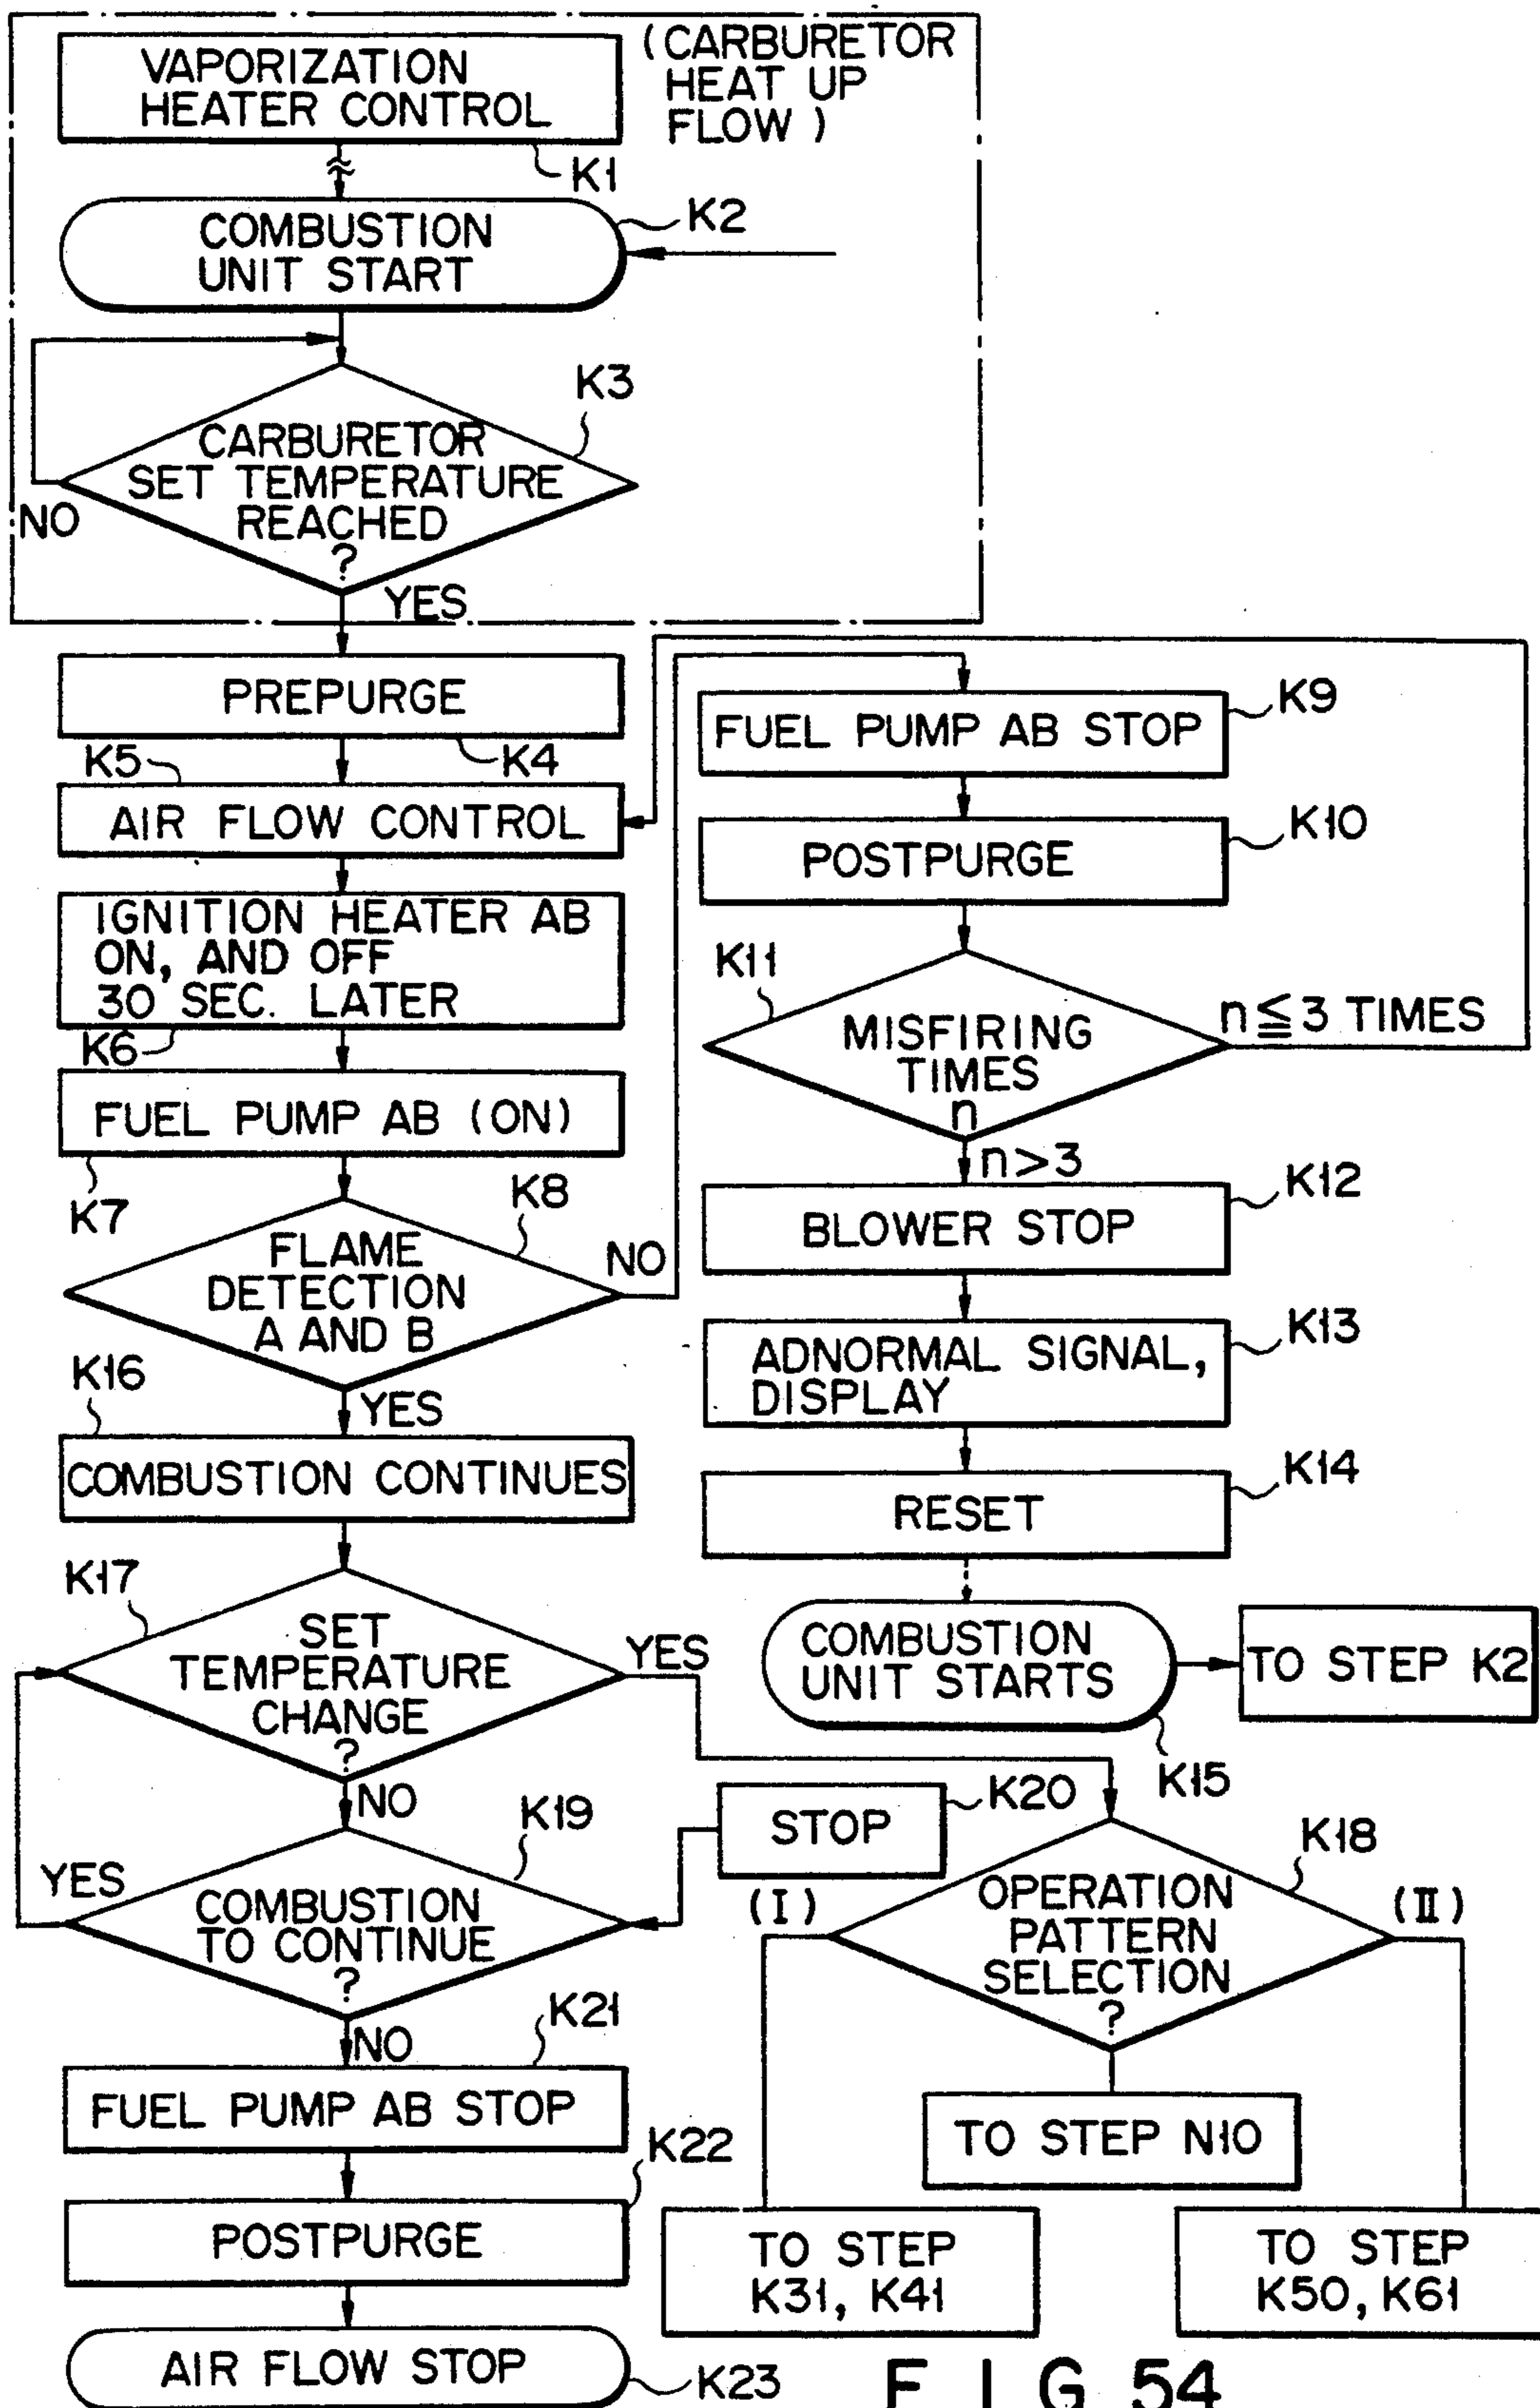 VAPORIZATION
HEATER CONTROL
(CARBURETOR
HEAT UP
FLOW)
K1
COMBUSTION
UNIT START
K2
K3
CARBURETOR
SET TEMPERATURE
REACHED
?
NO
YES
PREPURGE
K4
K5
AIR FLOW CONTROL
IGNITION HEATER AB
ON, AND OFF
30 SEC. LATER
K6
FUEL PUMP AB (ON)
K7
K8
FLAME
DETECTION
A AND B
NO
YES
FUEL PUMP AB STOP
K9
POSTPURGE
K10
K11
MISFIRING
TIMES
n
n≦3 TIMES
n>3
BLOWER STOP
K12
ADNORMAL SIGNAL,
DISPLAY
K13
RESET
K14
COMBUSTION
UNIT STARTS
K15
TO STEP K2
K16
COMBUSTION CONTINUES
K17
SET
TEMPERATURE
CHANGE
?
YES
NO
K19
COMBUSTION
TO CONTINUE
?
YES
NO
STOP
K20
K18
OPERATION
PATTERN
SELECTION
?
(I)
(II)
TO STEP N10
TO STEP
K31, K41
TO STEP
K50, K61
K21
FUEL PUMP AB STOP
K22
POSTPURGE
AIR FLOW STOP
K23
FIG 54